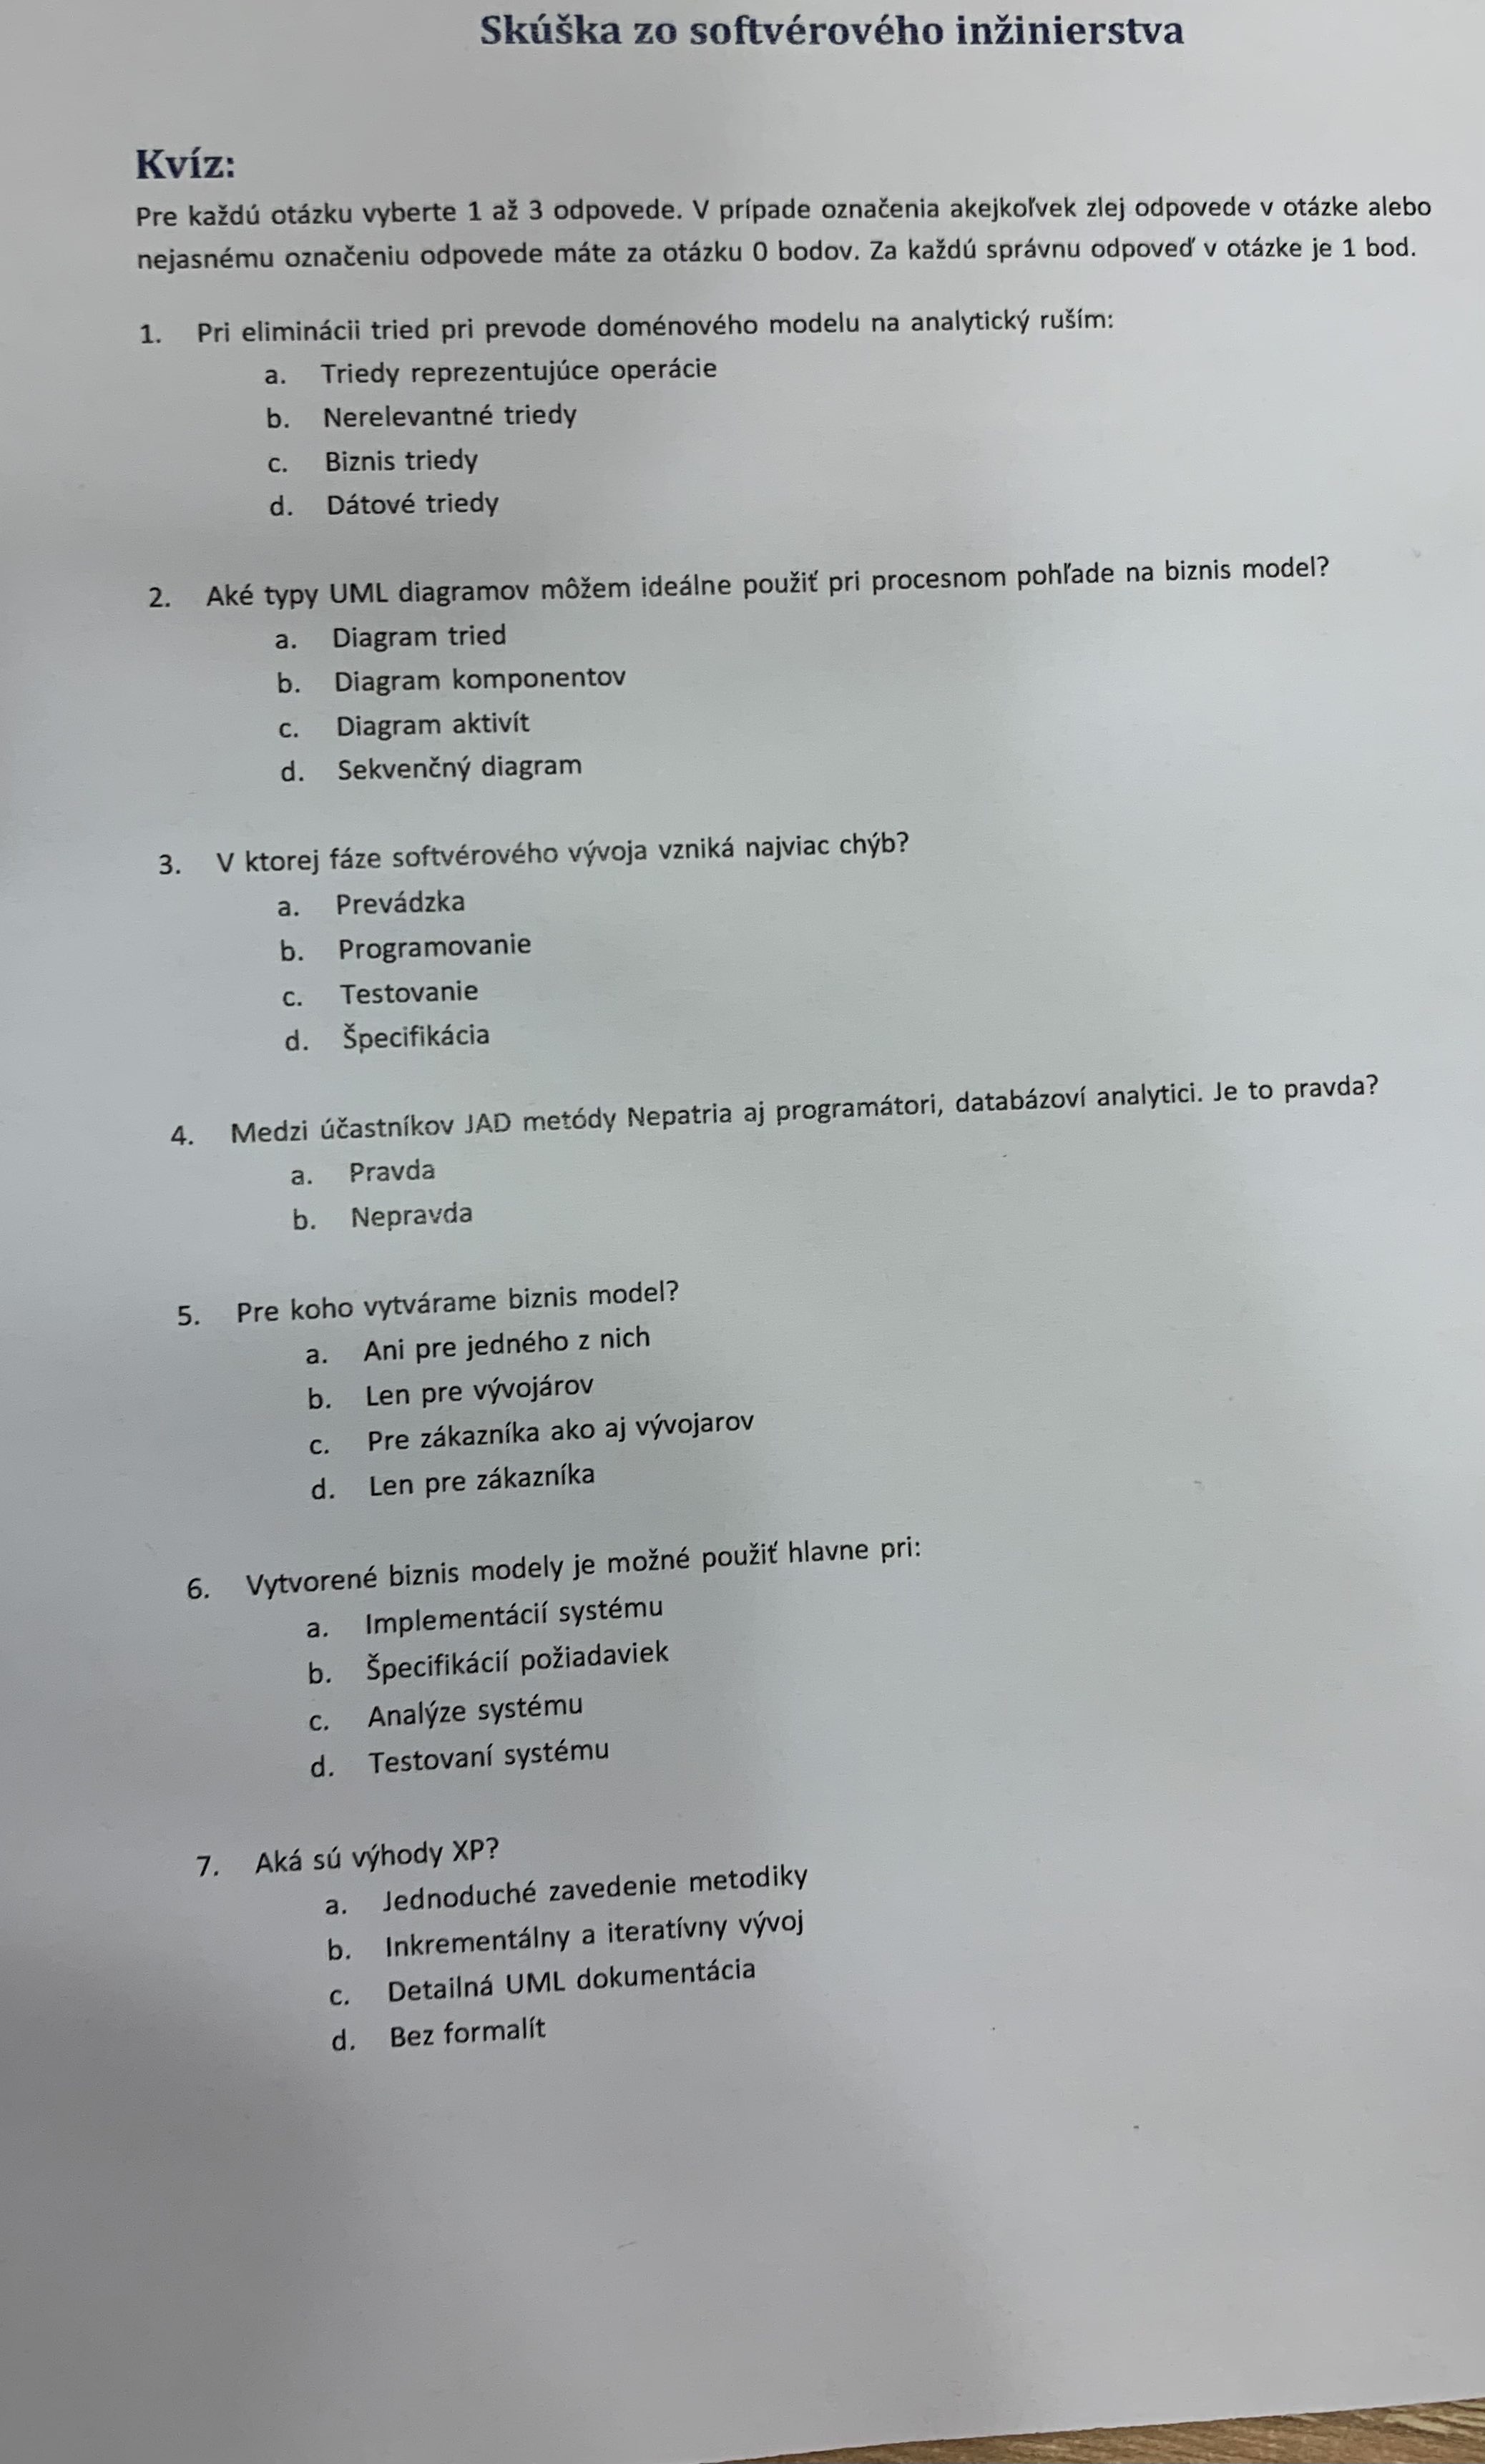 Skúška zo softvérového inžinierstva
Kvíz:
Pre každú otázku vyberte 1 až 3 odpovede. V prípade označenia akejkoľvek zlej odpovede v otázke alebo
nejasnému označeniu odpovede máte za otázku 0 bodov. Za každú správnu odpoveď v otázke je 1 bod.
1. Pri eliminácii tried pri prevode doménového modelu na analytický ruším:
a. Triedy reprezentujúce operácie
b. Nerelevantné triedy
c. Biznis triedy
d. Dátové triedy
2. Aké typy UML diagramov môžem ideálne použiť pri procesnom pohľade na biznis model?
a. Diagram tried
b. Diagram komponentov
c. Diagram aktivít
d. Sekvenčný diagram
3. V ktorej fáze softvérového vývoja vzniká najviac chýb?
a. Prevádzka
b. Programovanie
c. Testovanie
d. Špecifikácia
4. Medzi účastníkov JAD metódy Nepatria aj programátori, databázoví analytici. Je to pravda?
a. Pravda
b. Nepravda
5. Pre koho vytvárame biznis model?
a. Ani pre jedného z nich
b. Len pre vývojárov
c. Pre zákazníka ako aj vývojarov
d. Len pre zákazníka
6. Vytvorené biznis modely je možné použiť hlavne pri:
a. Implementácií systému
b. Špecifikácií požiadaviek
c. Analýze systému
d. Testovaní systému
7. Aká sú výhody XP?
a. Jednoduché zavedenie metodiky
b. Inkrementálny a iteratívny vývoj
c. Detailná UML dokumentácia
d. Bez formalít